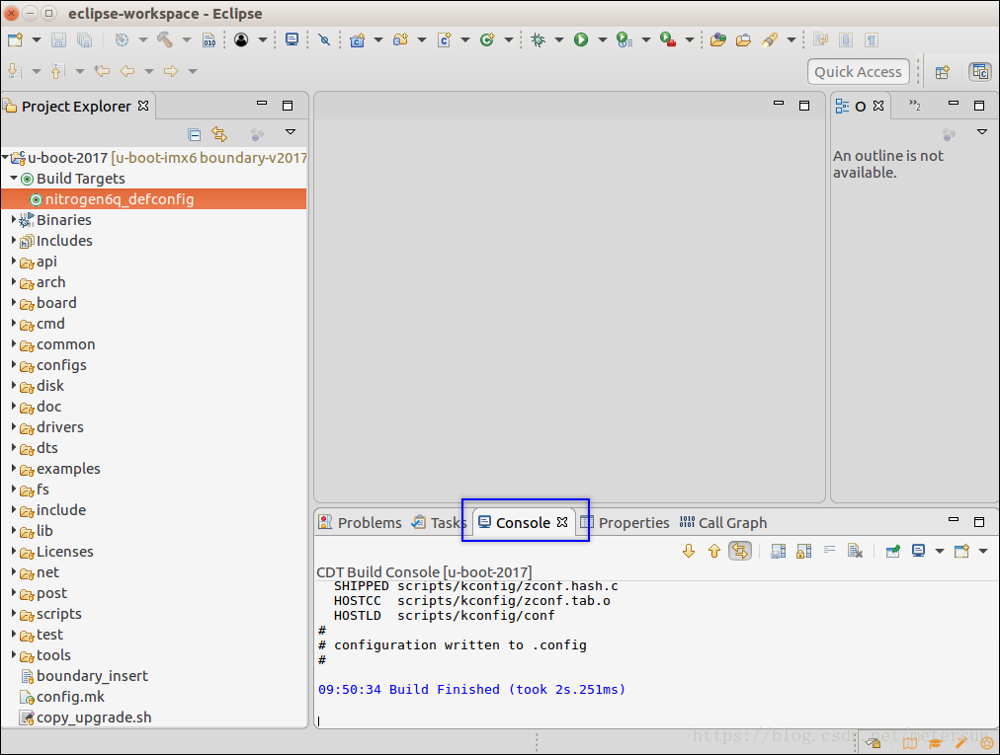 eclipse-workspace - Eclipse
Quick Access
Project Explorer
u-boot-2017 [u-boot-imx6 boundary-v2017
Build Targets
nitrogen6q_defconfig
Binaries
Includes
api
arch
board
cmd
common
configs
disk
doc
drivers
dts
examples
fs
include
lib
Licenses
net
post
scripts
test
tools
boundary_insert
config.mk
copy_upgrade.sh
O
2
An outline is not
available.
Problems Tasks Console Properties Call Graph
CDT Build Console [u-boot-2017]
SHIPPED scripts/kconfig/zconf.hash.c
HOSTCC scripts/kconfig/zconf.tab.o
HOSTLD scripts/kconfig/conf
#
# configuration written to .config
#
09:50:34 Build Finished (took 2s.251ms)
https://blog.csdn.net/metersun